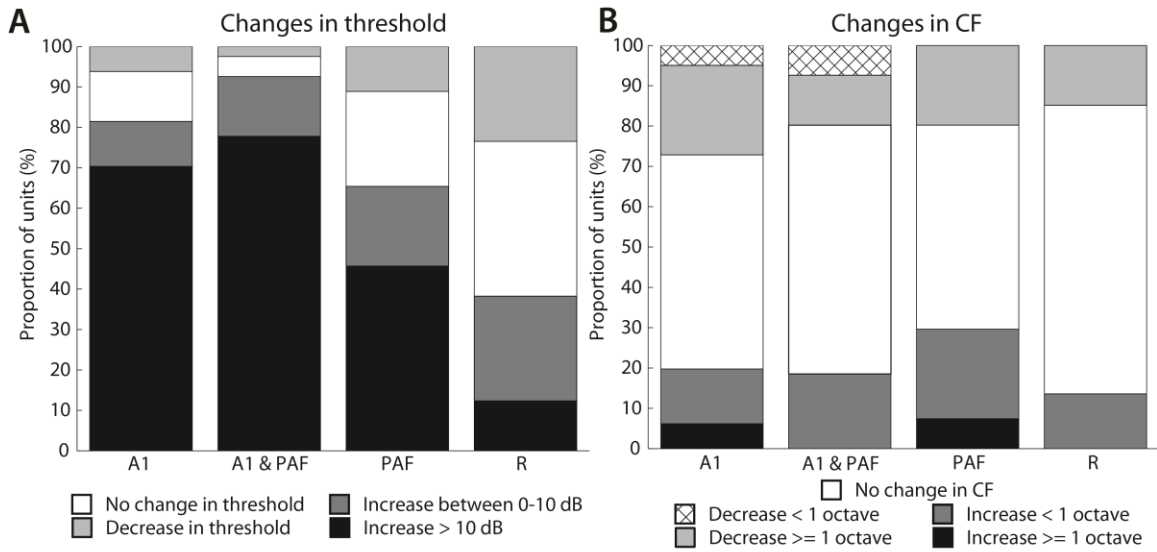 A
Changes in threshold
Proportion of units (%)
100
90
80
70
60
50
40
30
20
10
0
A1
A1 & PAF
PAF
R
No change in threshold
Increase between 0-10 dB
Decrease in threshold
Increase > 10 dB
B
Changes in CF
Proportion of units (%)
100
90
80
70
60
50
40
30
20
10
0
A1
A1 & PAF
PAF
R
No change in CF
Decrease < 1 octave
Increase < 1 octave
Decrease >= 1 octave
Increase >= 1 octave